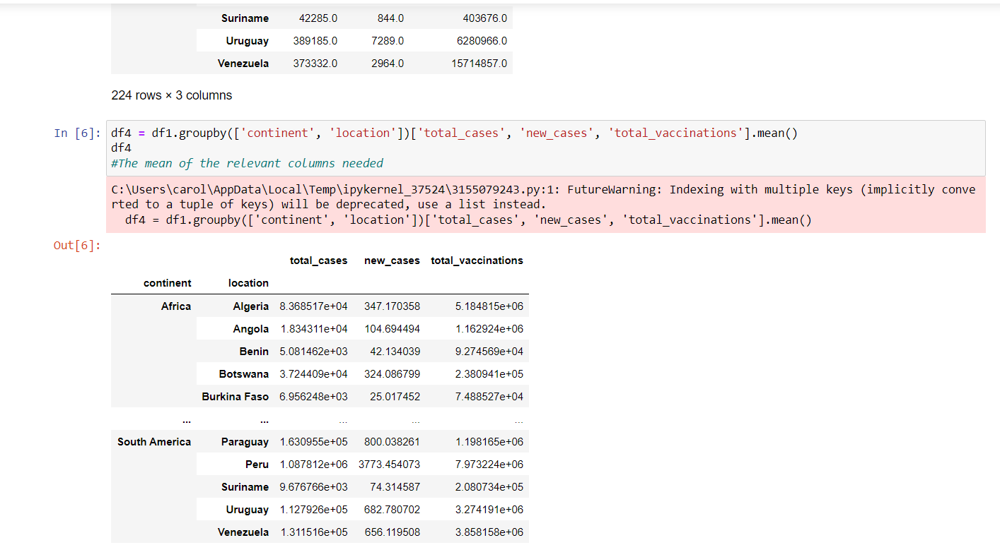 Suriname 42285.0 844.0 403676.0
Uruguay 389185.0 7289.0 6280966.0
Venezuela 373332.0 2964.0 15714857.0
224 rows × 3 columns
In [6]: df4 = df1.groupby(['continent', 'location'])['total_cases', 'new_cases', 'total_vaccinations'].mean()
df4
#The mean of the relevant columns needed
C:\Users\carol\AppData\Local\Temp\ipykernel_37524\3155079243.py:1: FutureWarning: Indexing with multiple keys (implicitly conve
rted to a tuple of keys) will be deprecated, use a list instead.
df4 = df1.groupby(['continent', 'location'])['total_cases', 'new_cases', 'total_vaccinations'].mean()
Out[6]:
total_cases new_cases total_vaccinations
continent location
Africa Algeria 8.368517e+04 347.170358 5.184815e+06
Angola 1.834311e+04 104.694494 1.162924e+06
Benin 5.081462e+03 42.134039 9.274569e+04
Botswana 3.724409e+04 324.086799 2.380941e+05
Burkina Faso 6.956248e+03 25.017452 7.488527e+04
... ... ... ... ...
South America Paraguay 1.630955e+05 800.038261 1.198165e+06
Peru 1.087812e+06 3773.454073 7.973224e+06
Suriname 9.676766e+03 74.314587 2.080734e+05
Uruguay 1.127926e+05 682.780702 3.274191e+06
Venezuela 1.311516e+05 656.119508 3.858158e+06